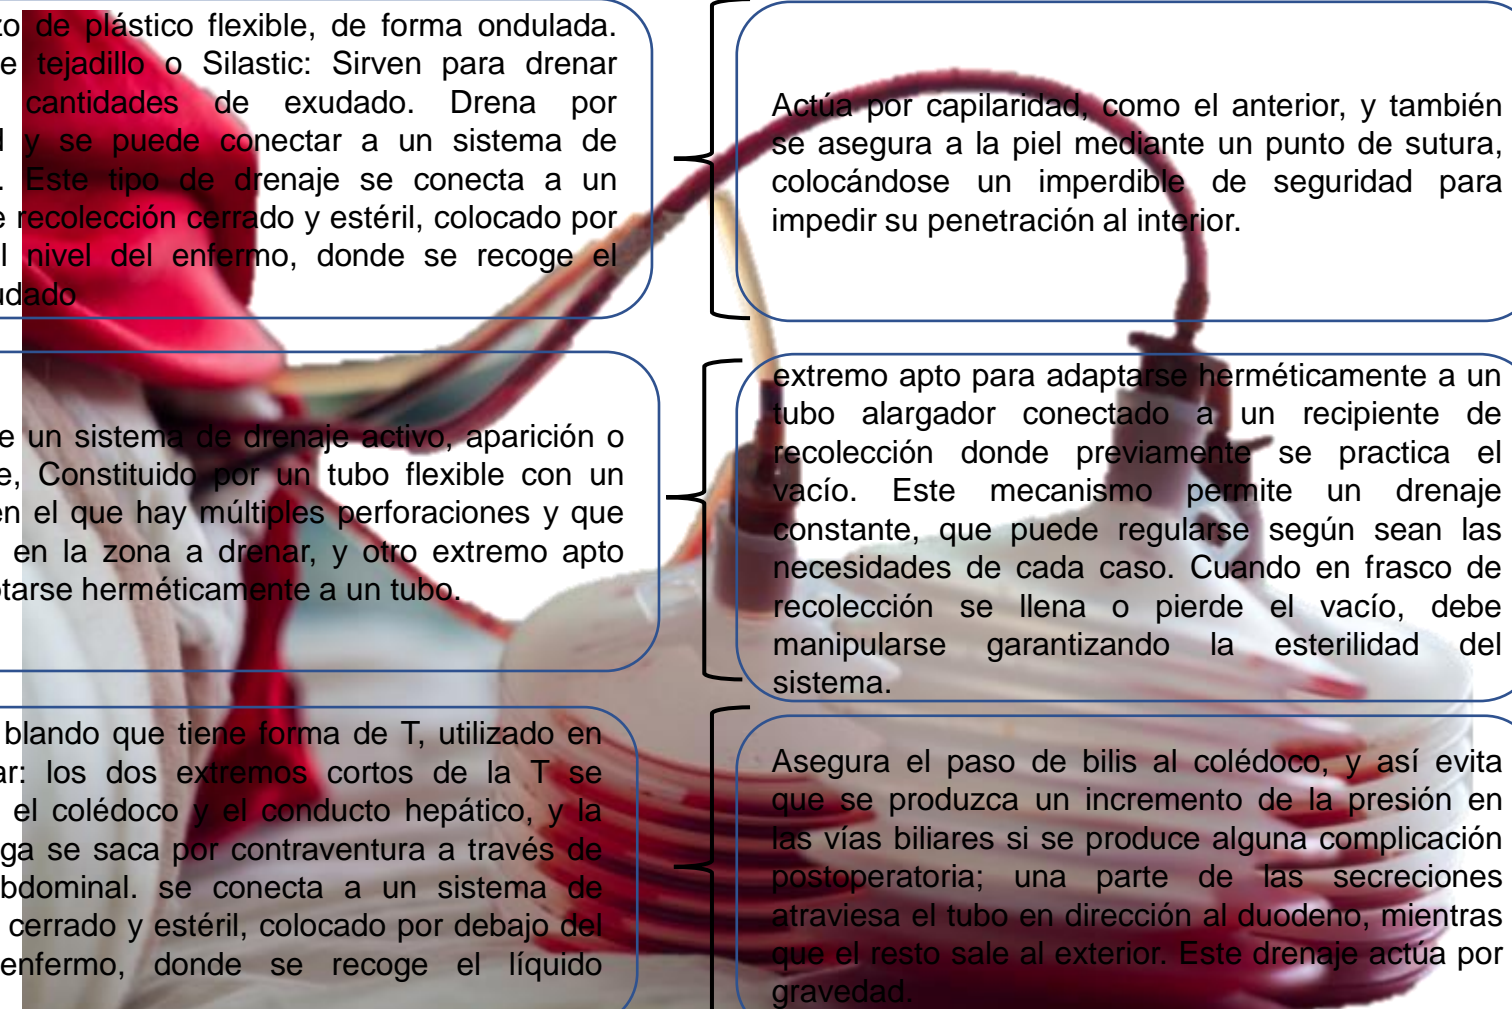 de plástico flexible, de forma ondulada.
tejadillo o Silastic: Sirven para drenar
cantidades de exudado. Drena por
y se puede conectar a un sistema de
Este tipo de drenaje se conecta a un
recolección cerrado y estéril, colocado por
nivel del enfermo, donde se recoge el
udado
e un sistema de drenaje activo, aparición o
e, Constituido por un tubo flexible con un
en el que hay múltiples perforaciones y que
en la zona a drenar, y otro extremo apto
ptarse herméticamente a un tubo.
blando que tiene forma de T, utilizado en
ar: los dos extremos cortos de la T se
el colédoco y el conducto hepático, y la
ga se saca por contraventura a través de
bdominal. se conecta a un sistema de
cerrado y estéril, colocado por debajo del
enfermo, donde se recoge el líquido
Actúa por capilaridad, como el anterior, y también
se asegura a la piel mediante un punto de sutura,
colocándose un imperdible de seguridad para
impedir su penetración al interior.
extremo apto para adaptarse herméticamente a un
tubo alargador conectado a un recipiente de
recolección donde previamente se practica el
vacío. Este mecanismo permite un drenaje
constante, que puede regularse según sean las
necesidades de cada caso. Cuando en frasco de
recolección se llena o pierde el vacío, debe
manipularse garantizando la esterilidad del
sistema.
Asegura el paso de bilis al colédoco, y así evita
que se produzca un incremento de la presión en
las vías biliares si se produce alguna complicación
postoperatoria; una parte de las secreciones
atraviesa el tubo en dirección al duodeno, mientras
que el resto sale al exterior. Este drenaje actúa por
gravedad.